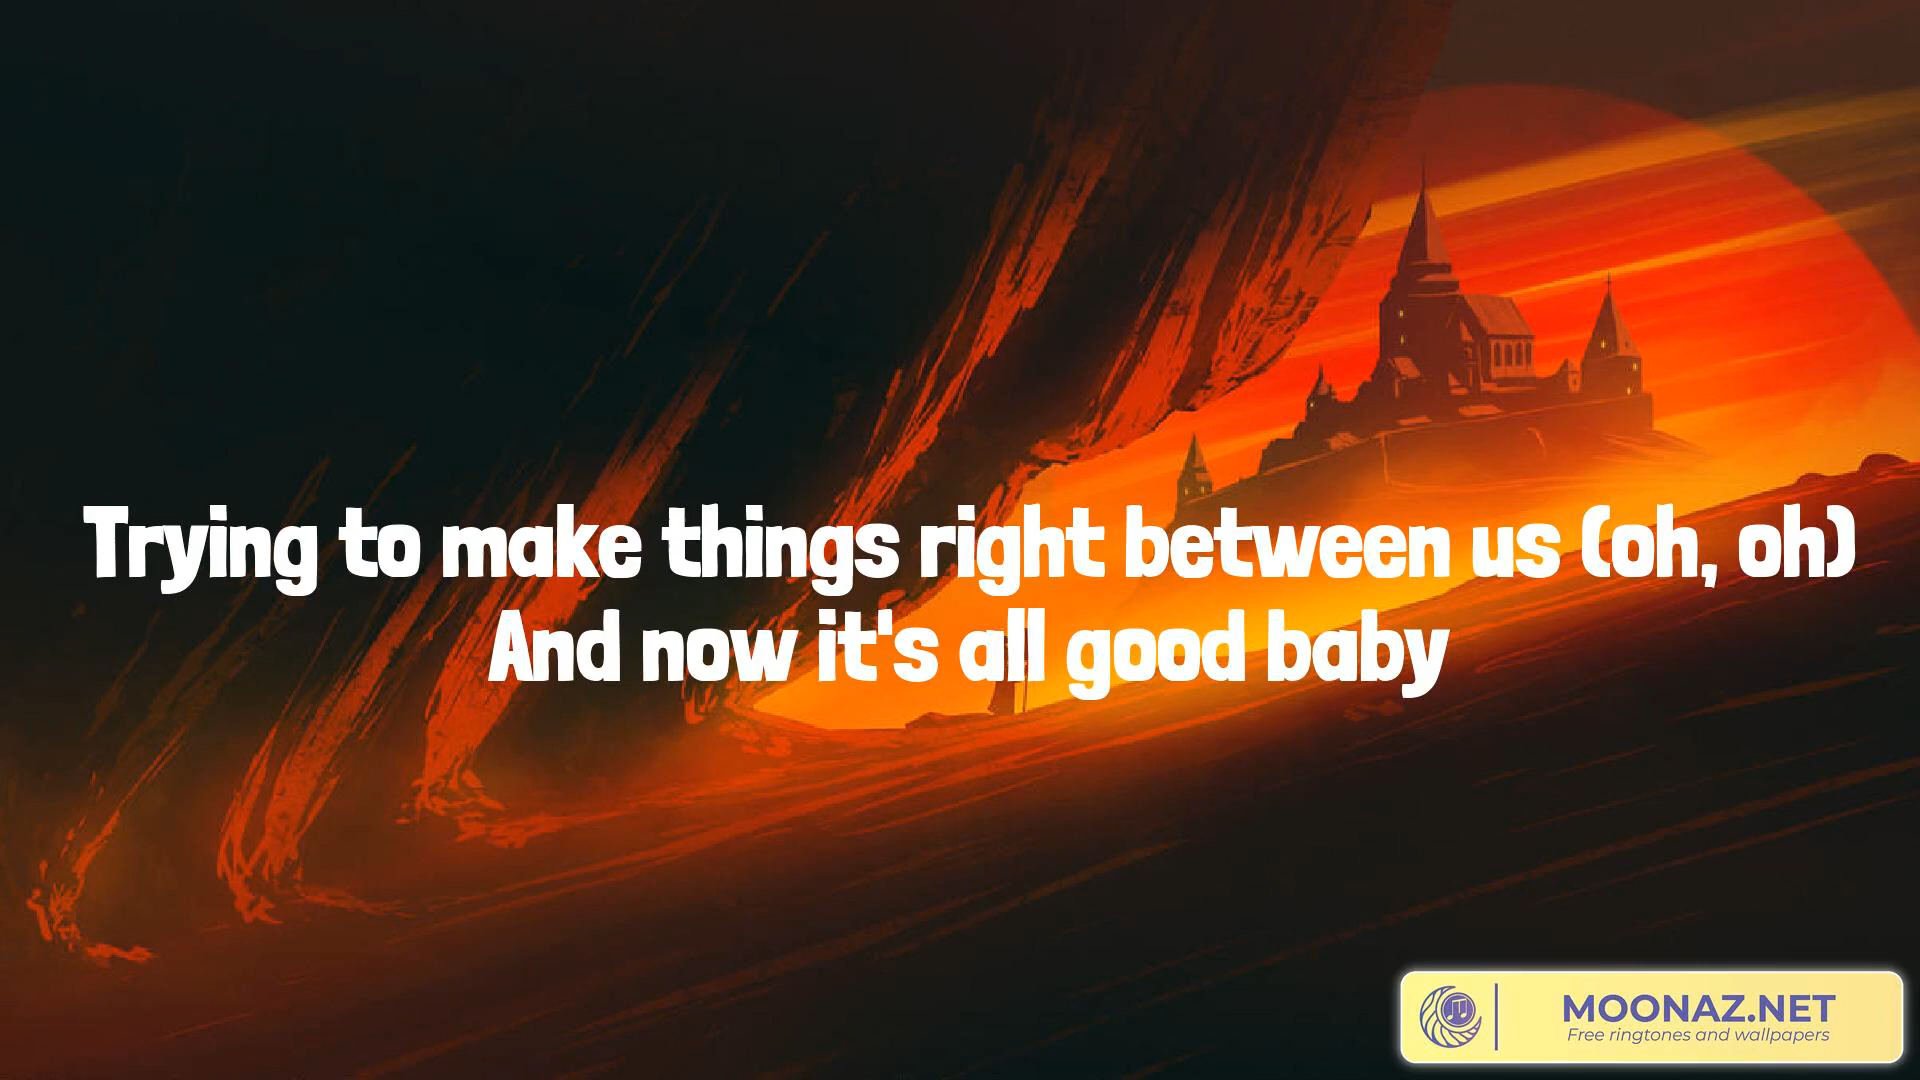 Trying to make things right between us (oh, oh)
And now it's all good baby
MOONAZ.NET
Free ringtones and wallpapers